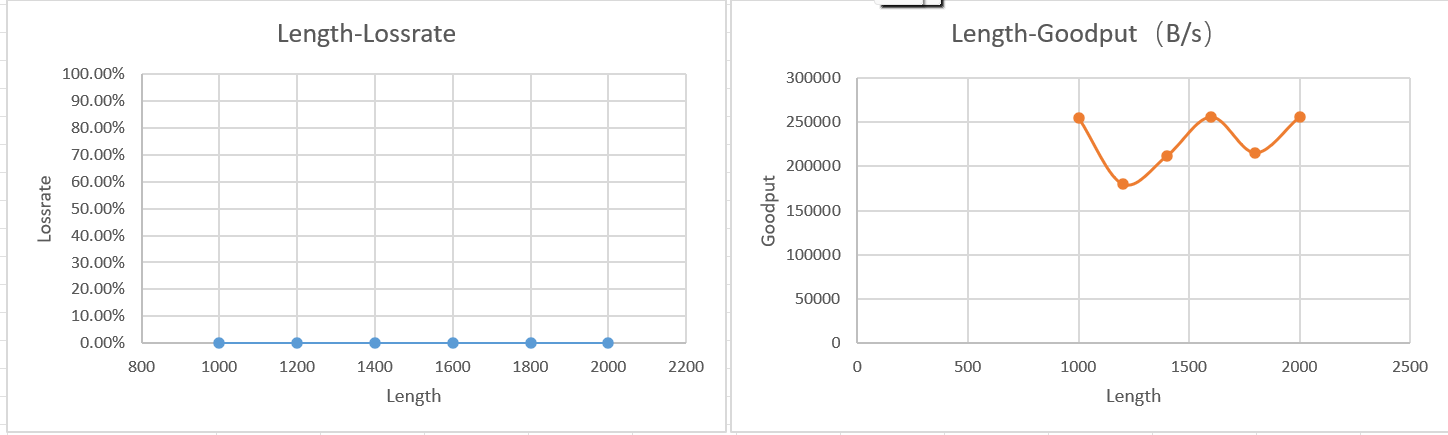 Length-Lossrate
100.00%
90.00%
80.00%
70.00%
60.00%
50.00%
40.00%
30.00%
20.00%
10.00%
0.00%
Lossrate
800 1000 1200 1400 1600 1800 2000 2200
Length
Length-Goodput（B/s）
300000
250000
200000
150000
100000
50000
0
Goodput
0 500 1000 1500 2000 2500
Length